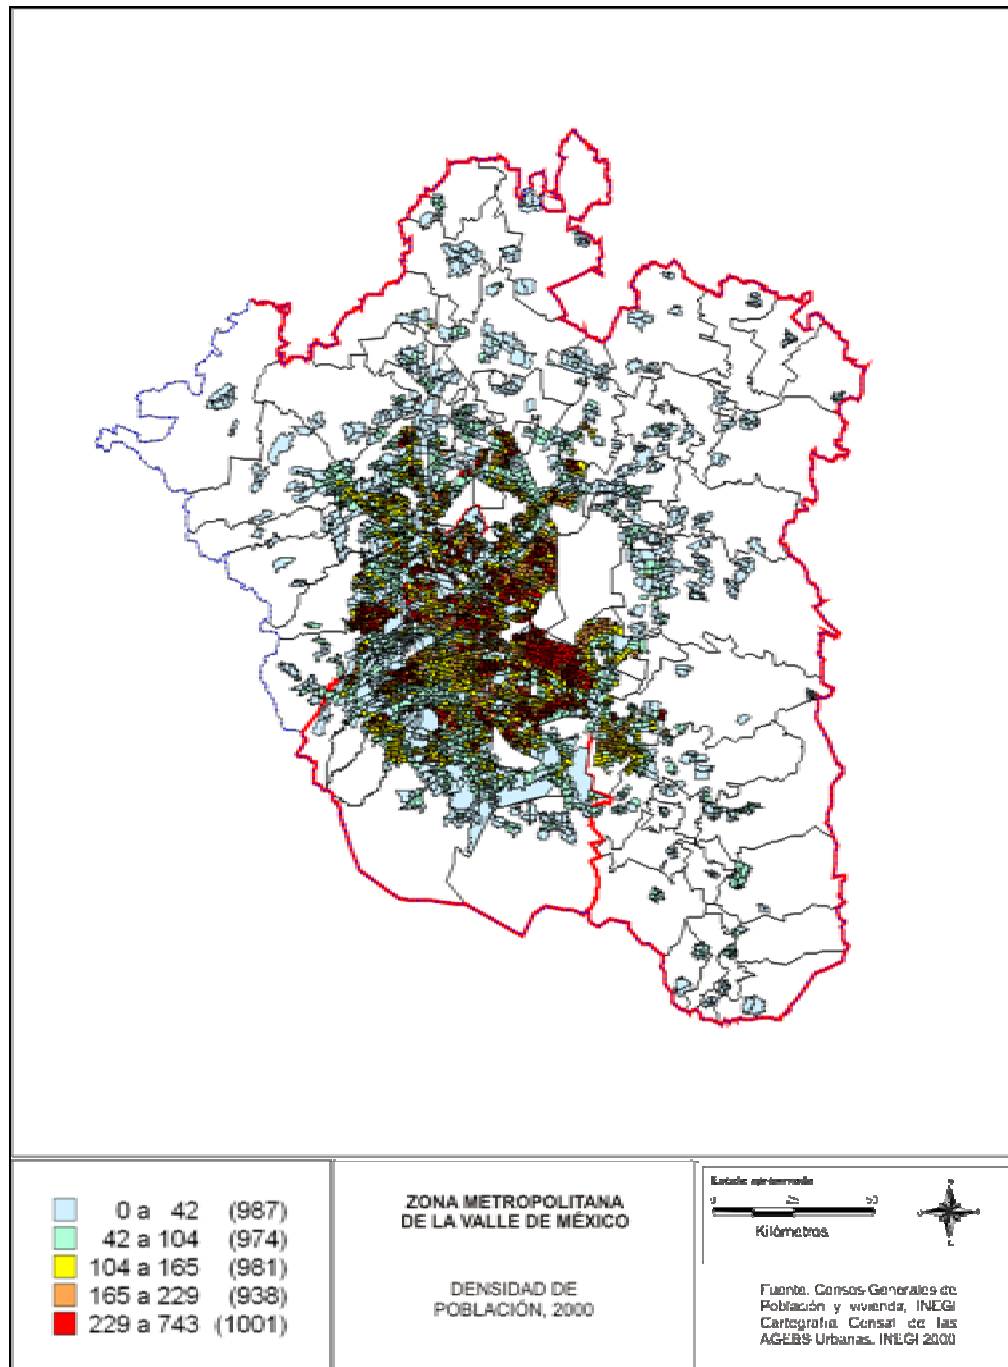 0 a 42 (987)
42 a 104 (974)
104 a 165 (981)
165 a 229 (938)
229 a 743 (1001)
ZONA METROPOLITANA
DE LA VALLE DE MÉXICO
DENSIDAD DE
POBLACIÓN, 2000
Kilómetros
Fuente. Censos Generales de
Población y vivienda, INEGI
Cartografía Censal de las
AGEBS Urbanas. INEGI 2000